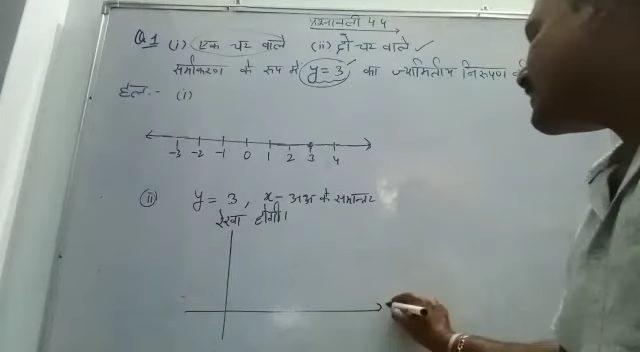 प्रश्नावली 4.4
Q.1 (i) एक चर वाले (ii) दो चर वाले ✓
समीकरण के रूप में y = 3 का ज्यामितीय निरूपण
हल:- (i)
-3 -2 -1 0 1 2 3 4
(ii) y = 3, x-अक्ष के समान्तर
रेखा होगी।